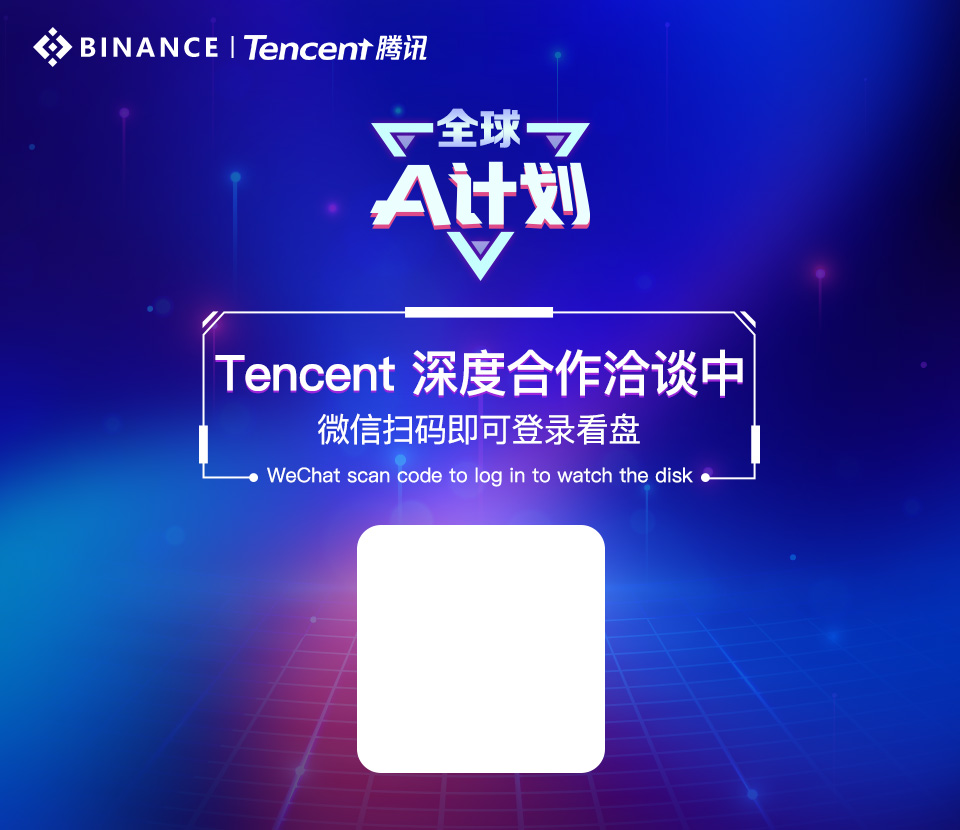 BINANCE | Tencent 腾讯
全球
A计划
Tencent 深度合作洽谈中
微信扫码即可登录看盘
WeChat scan code to log in to watch the disk